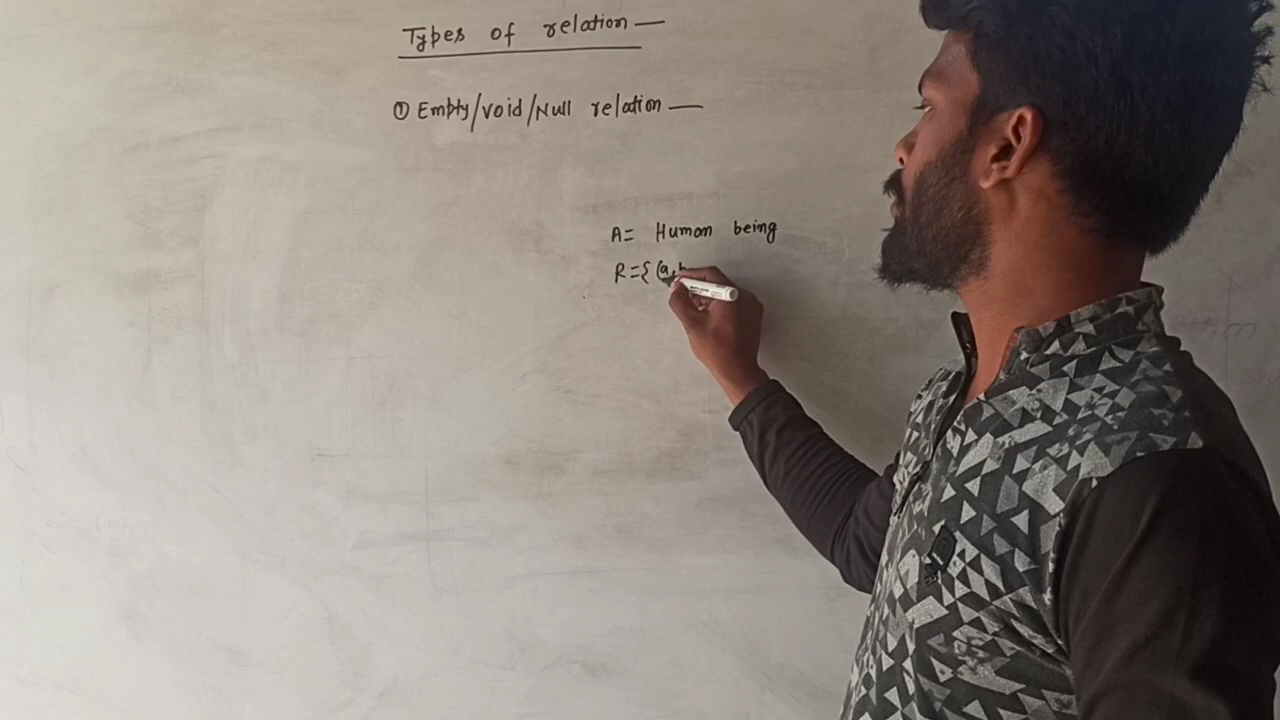 Types of relation —
① Empty/void/Null relation —
A= Human being
R={(a,b